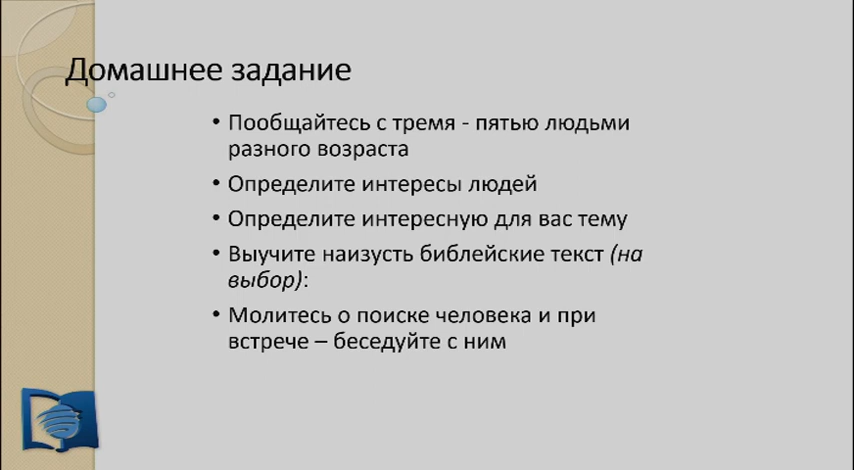 Домашнее задание
• Пообщайтесь с тремя - пятью людьми
разного возраста
• Определите интересы людей
• Определите интересную для вас тему
• Выучите наизусть библейские текст (на
выбор):
• Молитесь о поиске человека и при
встрече – беседуйте с ним